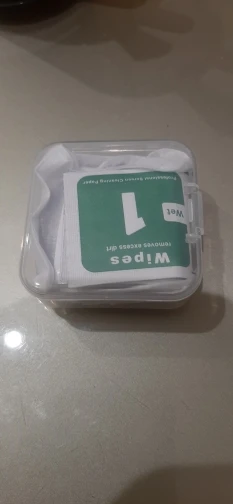 Wipes
removes excess dirt
1
Wet
Professional Screen Cleaning Paper